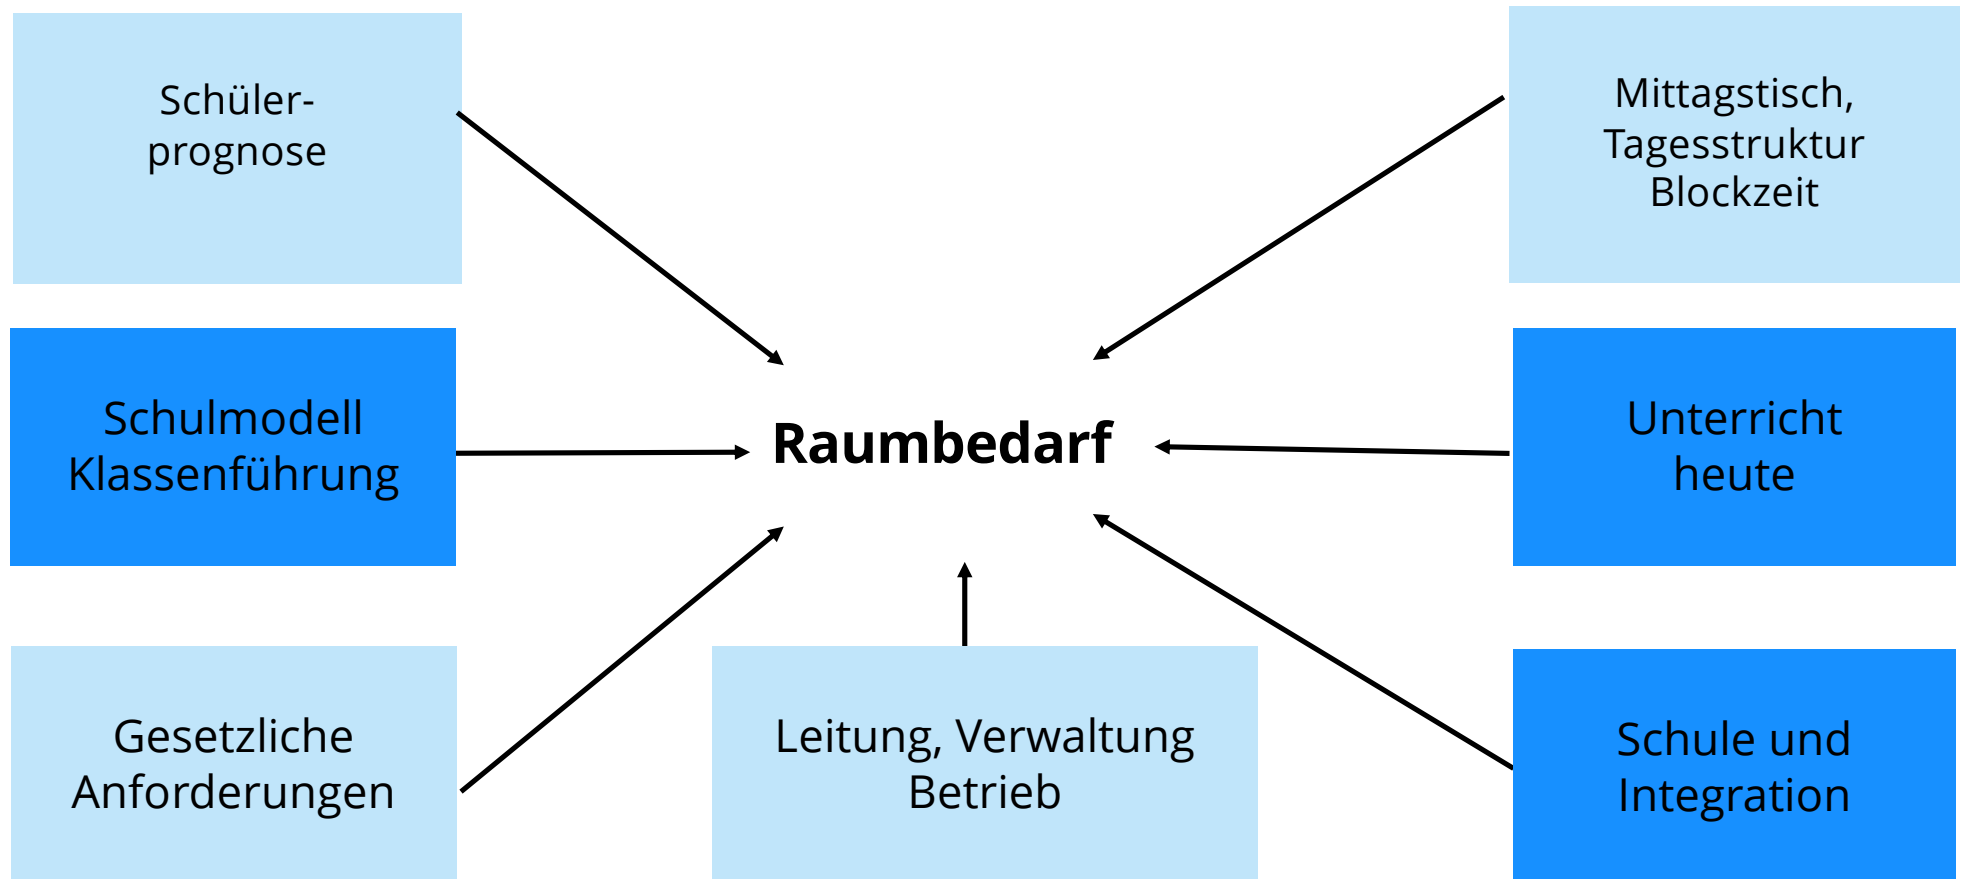 Schüler-
prognose
Mittagstisch,
Tagesstruktur
Blockzeit
Schulmodell
Klassenführung
Raumbedarf
Unterricht
heute
Gesetzliche
Anforderungen
Leitung, Verwaltung
Betrieb
Schule und
Integration